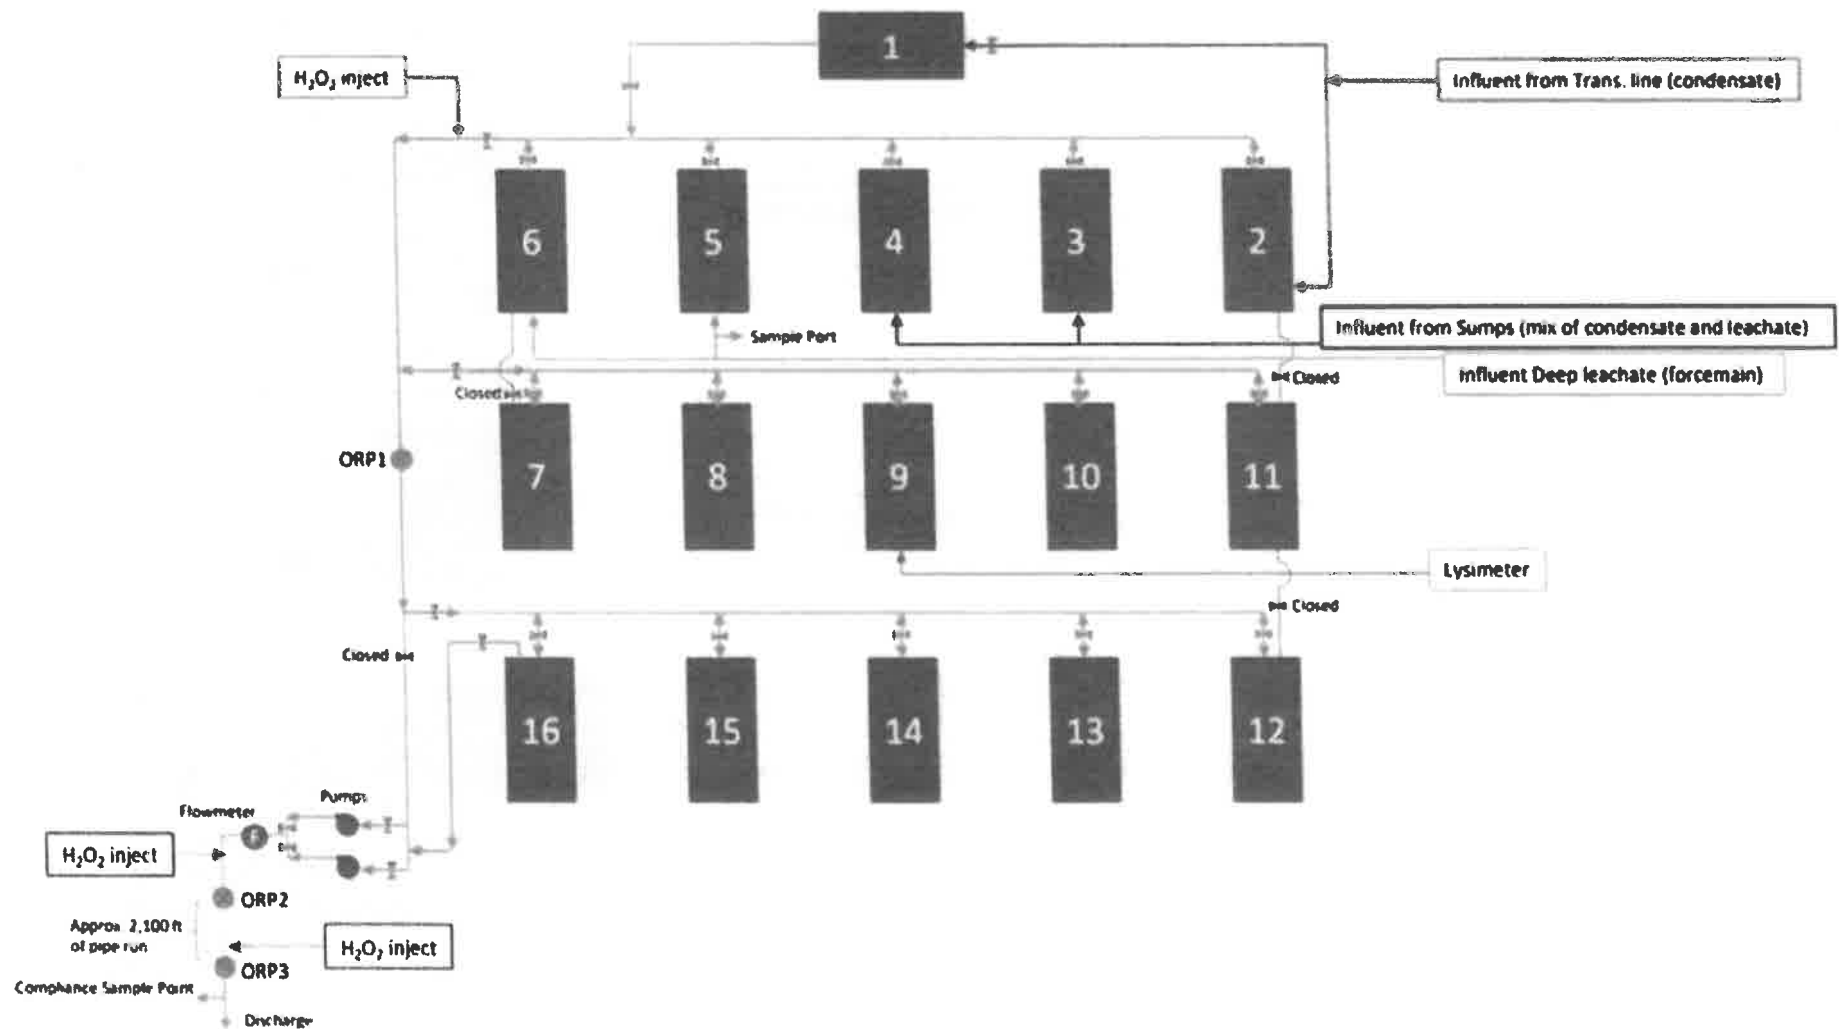 1
H₂O₂ inject
Influent from Trans. line (condensate)
6
5
4
3
2
Influent from Sumps (mix of condensate and leachate)
Sample Port
Influent Deep leachate (forcemain)
Closed
Closed
ORP1
7
8
9
10
11
Lysimeter
Closed
Closed
16
15
14
13
12
Flowmeter
Pumps
F
H₂O₂ inject
ORP2
Approx. 2,100 ft
of pipe run
H₂O₂ inject
ORP3
Compliance Sample Point
Discharge